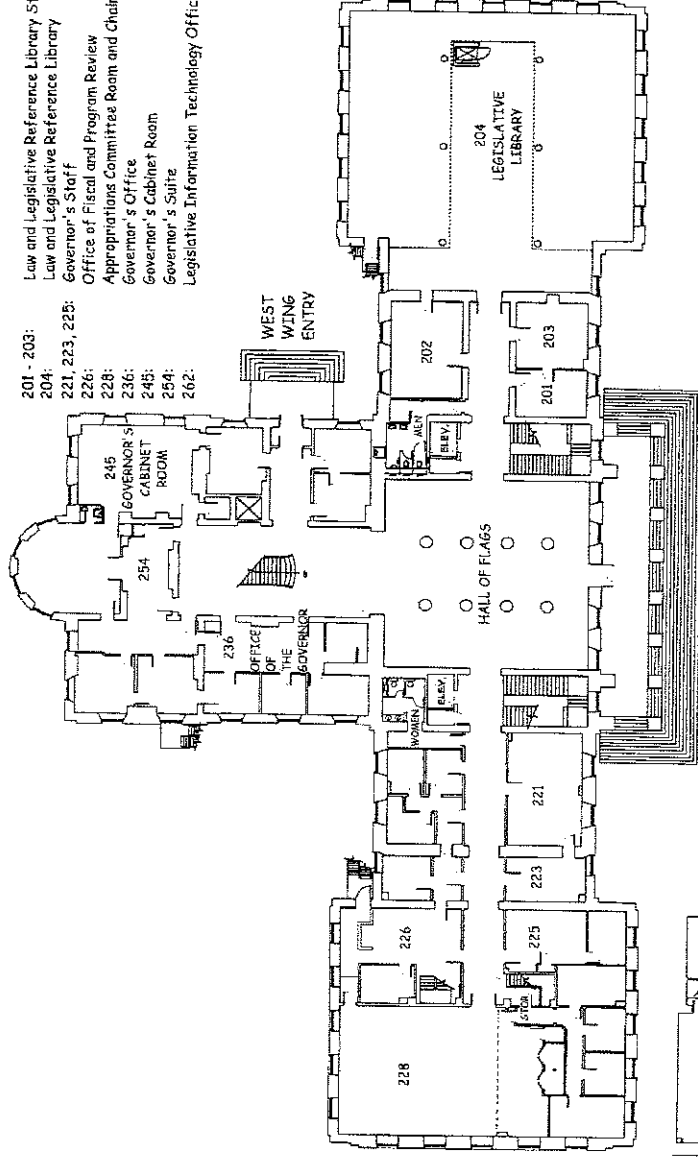 201 - 203: Law and Legislative Reference Library
204: Law and Legislative Reference Library
221, 223, 225: Governor's Staff
226: Office of Fiscal and Program Review
228: Appropriations Committee Room and
236: Governor's Office
245: Governor's Cabinet Room
254: Governor's Suite
262: Legislative Information Technology
WEST
WING
ENTRY
245
GOVERNOR'S
CABINET
ROOM
254
236
OFFICE
OF
THE
GOVERNOR
204
LEGISLATIVE
LIBRARY
202
203
201
MEN
ELEV.
HALL OF FLAGS
WOMEN
ELEV.
221
223
225
226
STOR
228